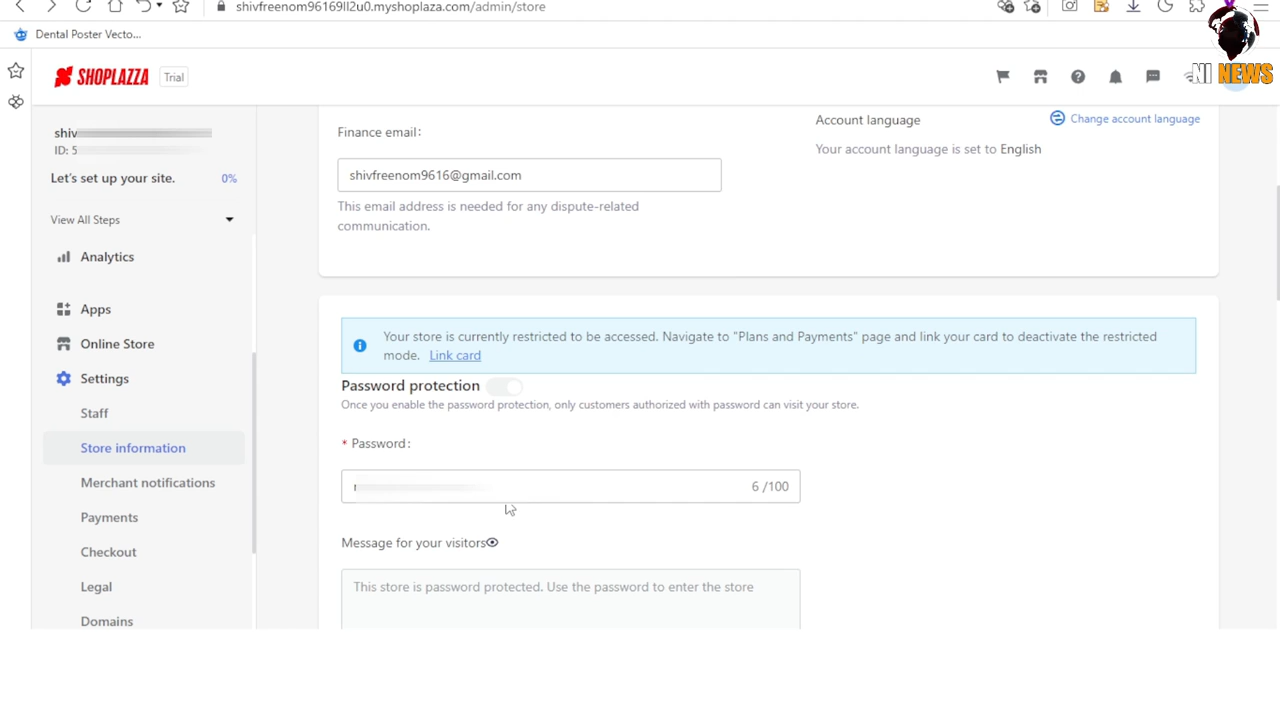 shivfreenom96169ll2u0.myshoplaza.com/admin/store
Dental Poster Vecto...
NI NEWS
SHOPLAZZA Trial
shiv
ID: 5
Let's set up your site. 0%
View All Steps
Analytics
Apps
Online Store
Settings
Staff
Store information
Merchant notifications
Payments
Checkout
Legal
Domains
Finance email:
shivfreenom9616@gmail.com
This email address is needed for any dispute-related
communication.
Account language
Change account language
Your account language is set to English
Your store is currently restricted to be accessed. Navigate to "Plans and Payments" page and link your card to deactivate the restricted
mode. Link card
Password protection
Once you enable the password protection, only customers authorized with password can visit your store.
* Password:
6 /100
Message for your visitors
This store is password protected. Use the password to enter the store